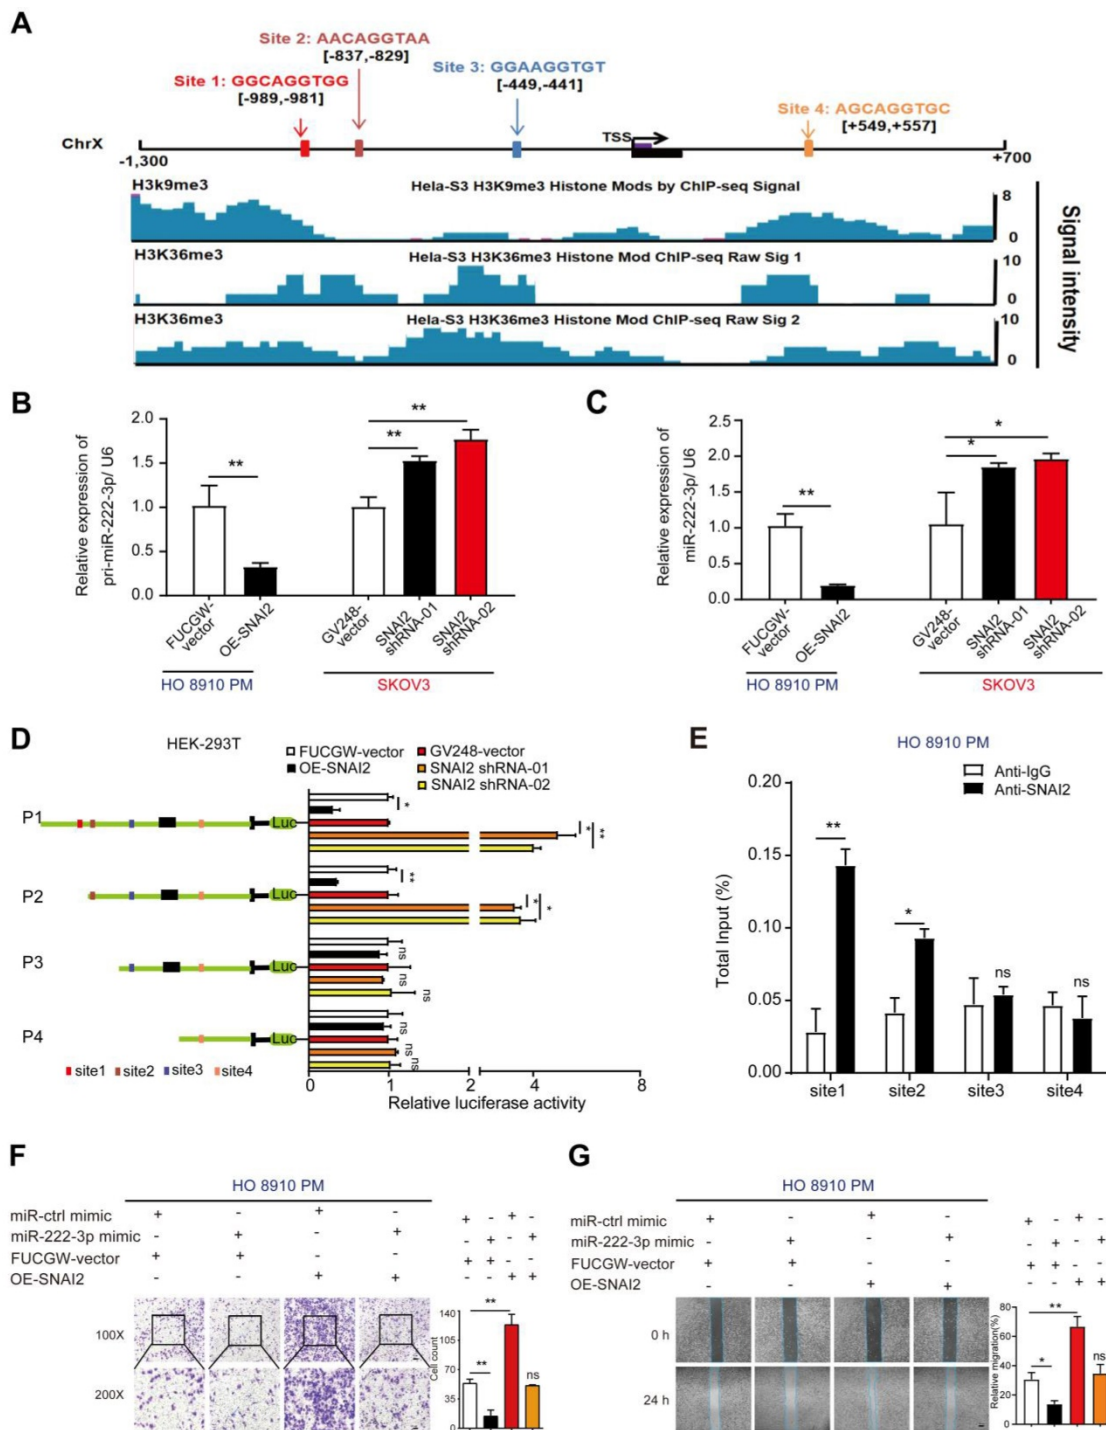 A
Site 2: AACAGGTAA
[-837,-829]
Site 1: GGCAGGTGG
[-989,-981]
Site 3: GGAAGGTGT
[-449,-441]
Site 4: AGCAGGTGC
[+549,+557]
ChrX
TSS
-1,300
+700
H3k9me3
Hela-S3 H3K9me3 Histone Mods by ChIP-seq Signal
8
0
H3K36me3
Hela-S3 H3K36me3 Histone Mod ChIP-seq Raw Sig 1
10
0
H3K36me3
Hela-S3 H3K36me3 Histone Mod ChIP-seq Raw Sig 2
10
0
Signal intensity
B
Relative expression of
pri-miR-222-3p/ U6
2.0
1.5
1.0
0.5
0.0
**
**
**
FUCGW-
vector
OE-SNAI2
GV248-
vector
SNAI2
shRNA-01
SNAI2
shRNA-02
HO 8910 PM
SKOV3
C
Relative expression of
miR-222-3p/ U6
2.5
2.0
1.5
1.0
0.5
0.0
**
*
*
FUCGW-
vector
OE-SNAI2
GV248-
vector
SNAI2
shRNA-01
SNAI2
shRNA-02
HO 8910 PM
SKOV3
D
HEK-293T
FUCGW-vector
OE-SNAI2
GV248-vector
SNAI2 shRNA-01
SNAI2 shRNA-02
P1
Luc
*
*
**
P2
Luc
**
*
*
P3
Luc
ns
ns
ns
P4
Luc
ns
ns
ns
site1 site2 site3 site4
0 1 2 4 8
Relative luciferase activity
E
HO 8910 PM
Anti-IgG
Anti-SNAI2
Total Input (%)
0.20
0.15
0.10
0.05
0.00
**
*
ns
ns
site1 site2 site3 site4
F
HO 8910 PM
miR-ctrl mimic + - + - + - + -
miR-222-3p mimic - + - + - + - +
FUCGW-vector + + - - + + - -
OE-SNAI2 - - + + - - + +
100X
200X
Cell count
140
105
70
35
0
**
**
ns
G
HO 8910 PM
miR-ctrl mimic + - + - + - + -
miR-222-3p mimic - + - + - + - +
FUCGW-vector + + - - + + - -
OE-SNAI2 - - + + - - + +
0 h
24 h
Relative migration(%)
80
60
40
20
0
**
*
ns